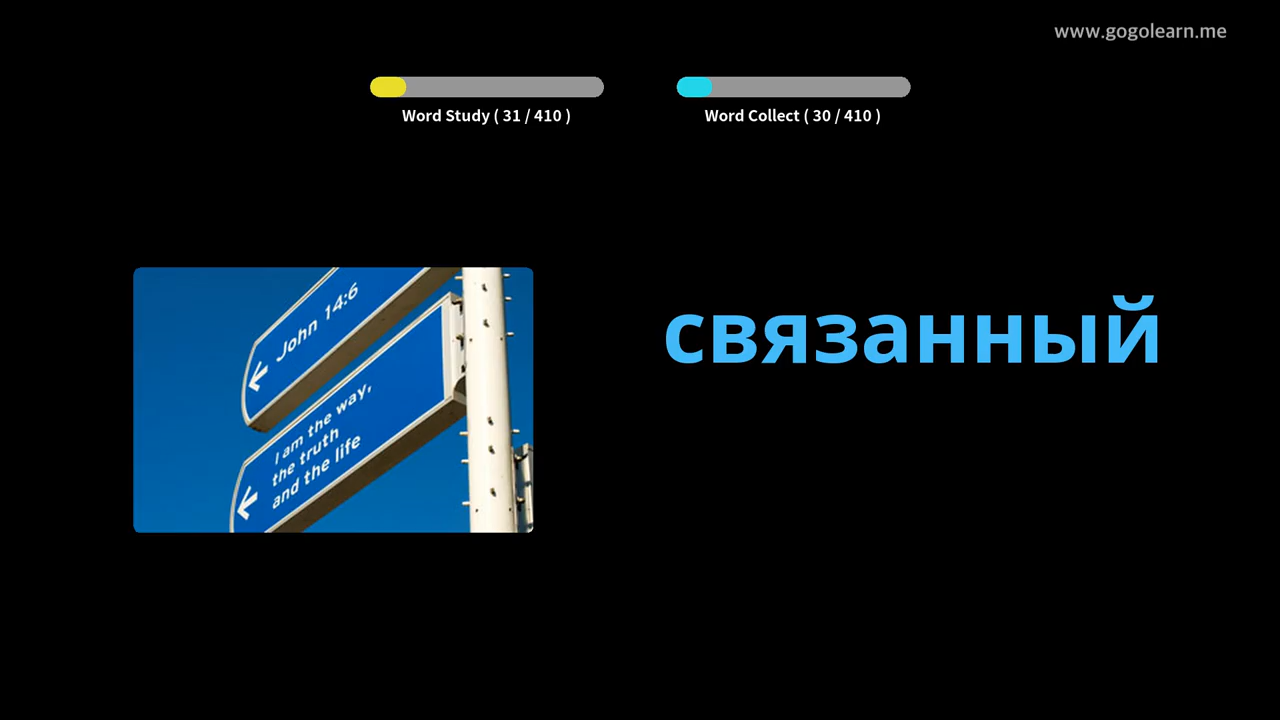 www.gogolearn.me
Word Study ( 31 / 410 )
Word Collect ( 30 / 410 )
John 14:6
I am the way,
the truth
and the life
связанный